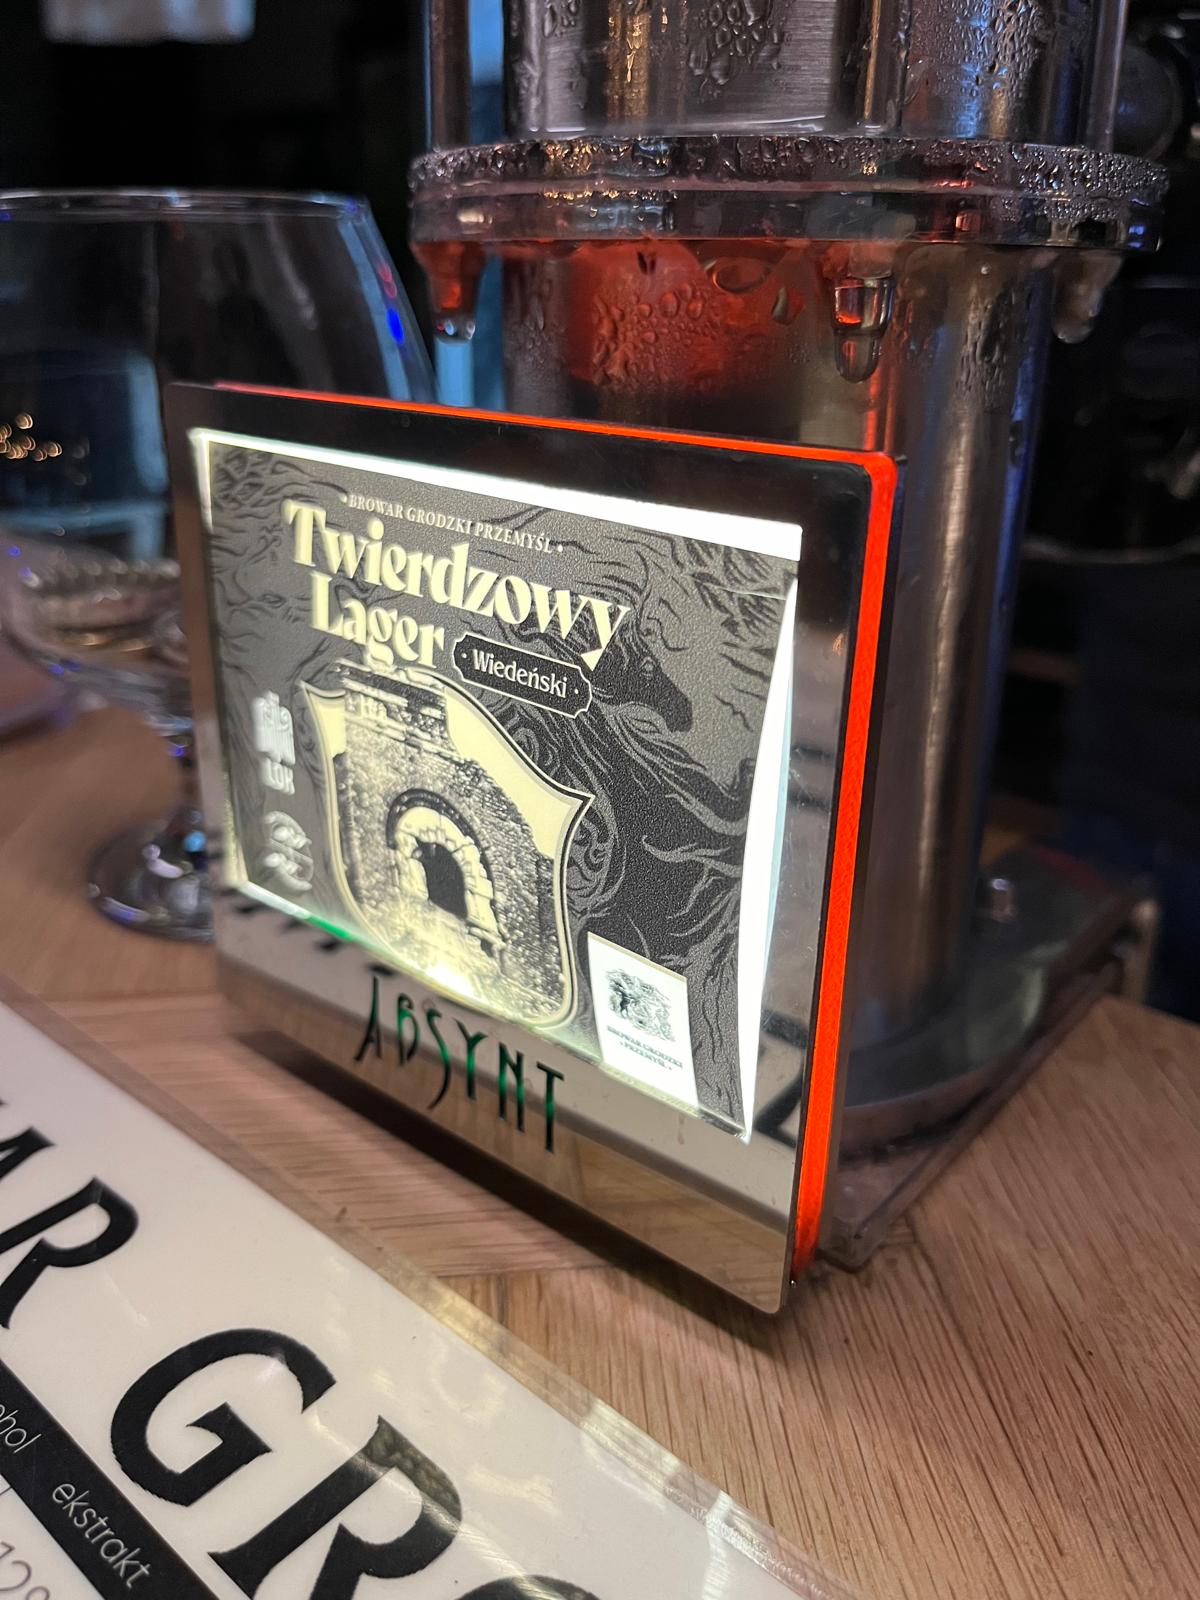 • BROWAR GRODZKI PRZEMYŚL •
Twierdzowy
Lager
• Wiedeński •
BROWAR GRODZKI
• PRZEMYŚL •
ABSYNT
AR GR
ekstrakt